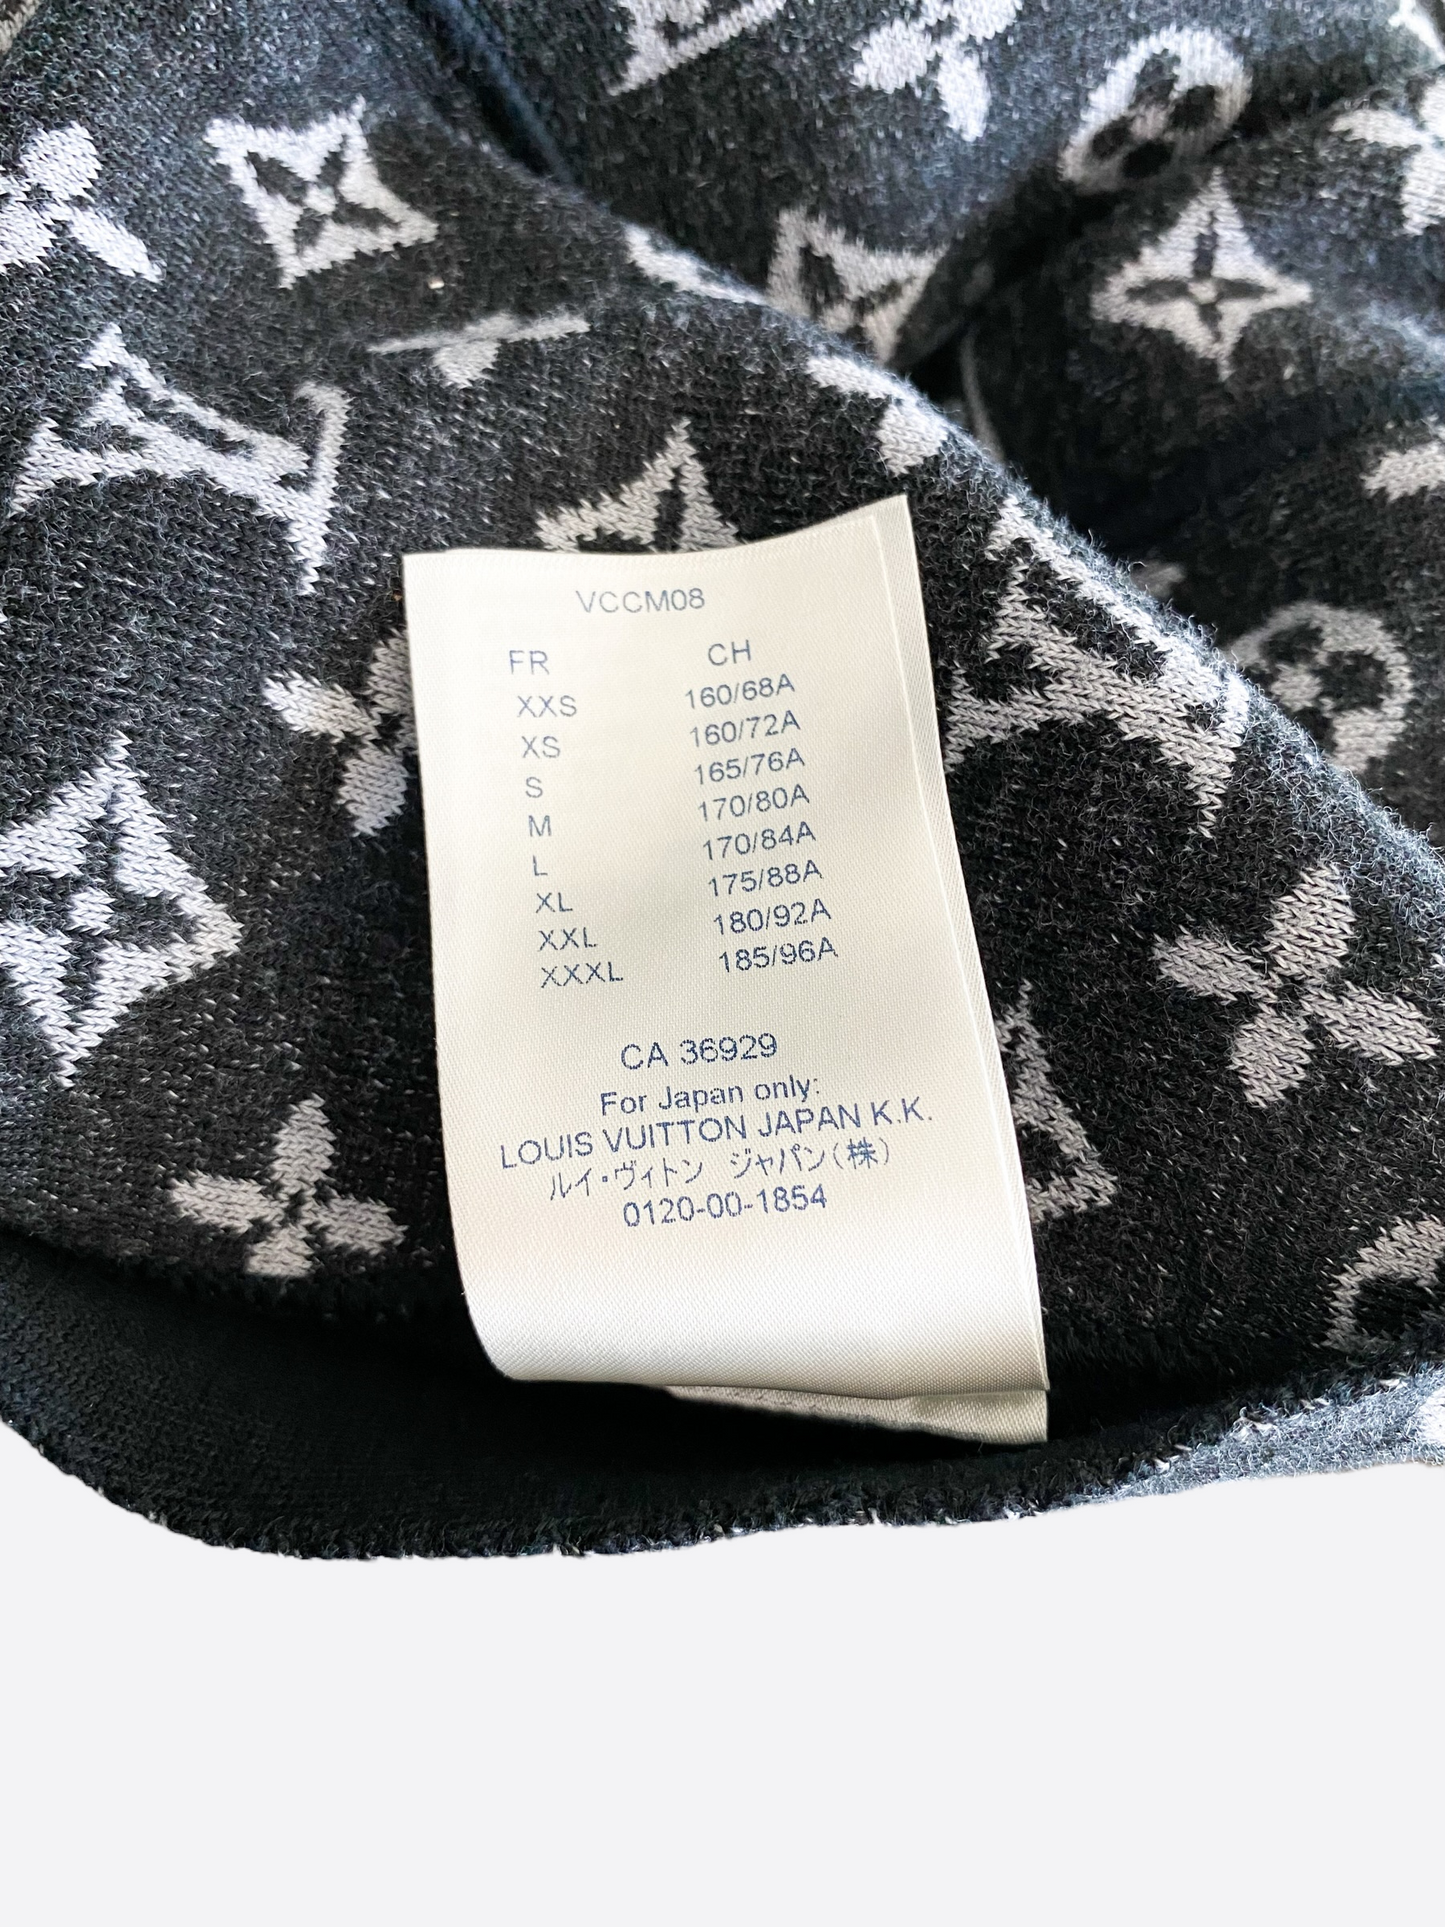 VCCM08
FR CH
XXS 160/68A
XS 160/72A
S 165/76A
M 170/80A
L 170/84A
XL 175/88A
XXL 180/92A
XXXL 185/96A
CA 36929
For Japan only:
LOUIS VUITTON JAPAN K.K.
ルイ・ヴィトン ジャパン(株)
0120-00-1854